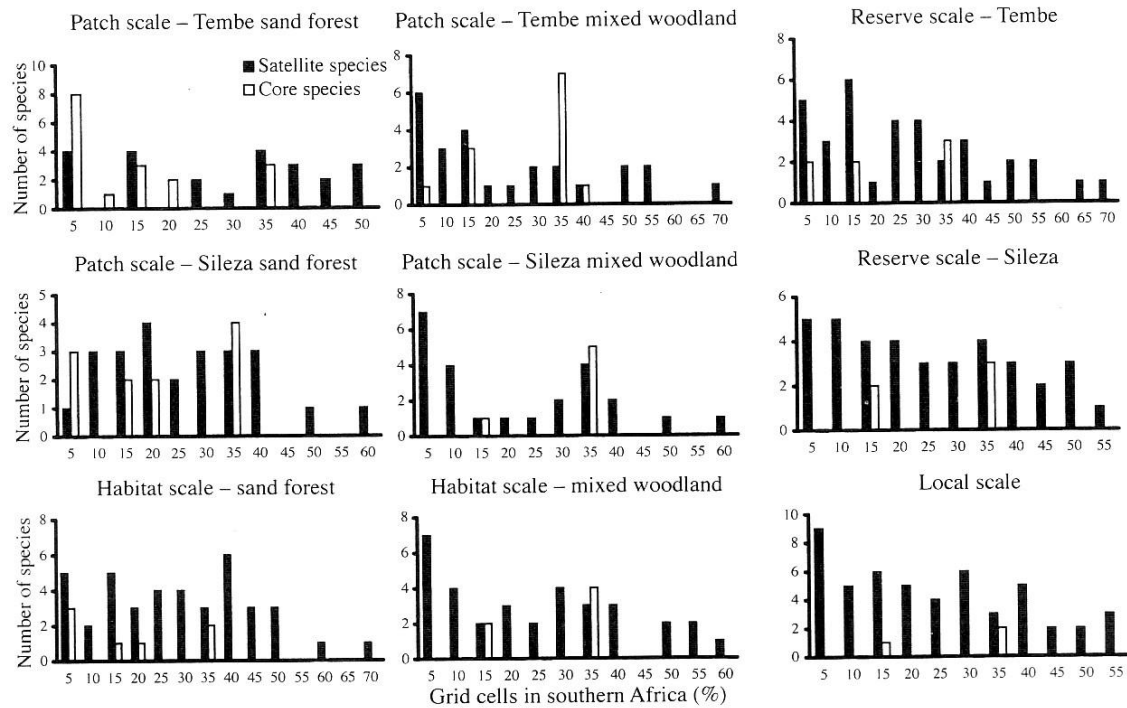 Patch scale – Tembe sand forest
Number of species
10
8
6
4
2
0
Satellite species
Core species
5 10 15 20 25 30 35 40 45 50
Patch scale – Tembe mixed woodland
8
6
4
2
0
5 10 15 20 25 30 35 40 45 50 55 60 65 70
Reserve scale – Tembe
8
6
4
2
0
5 10 15 20 25 30 35 40 45 50 55 60 65 70
Patch scale – Sileza sand forest
Number of species
5
4
3
2
1
0
5 10 15 20 25 30 35 40 45 50 55 60
Patch scale – Sileza mixed woodland
8
6
4
2
0
5 10 15 20 25 30 35 40 45 50 55 60
Reserve scale – Sileza
6
4
2
0
5 10 15 20 25 30 35 40 45 50 55
Habitat scale – sand forest
Number of species
8
6
4
2
0
5 10 15 20 25 30 35 40 45 50 55 60 65 70
Habitat scale – mixed woodland
8
6
4
2
0
5 10 15 20 25 30 35 40 45 50 55 60
Local scale
10
8
6
4
2
0
5 10 15 20 25 30 35 40 45 50 55
Grid cells in southern Africa (%)